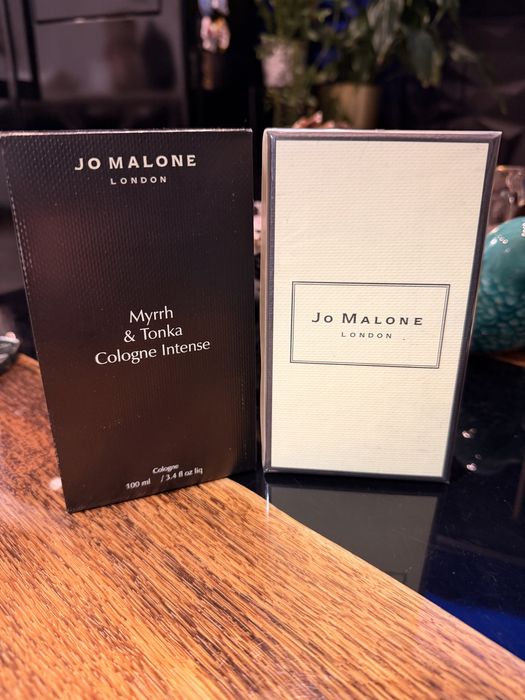 JO MALONE
LONDON
Myrrh
& Tonka
Cologne Intense
Cologne
100 ml / 3.4 fl oz liq
JO MALONE
LONDON